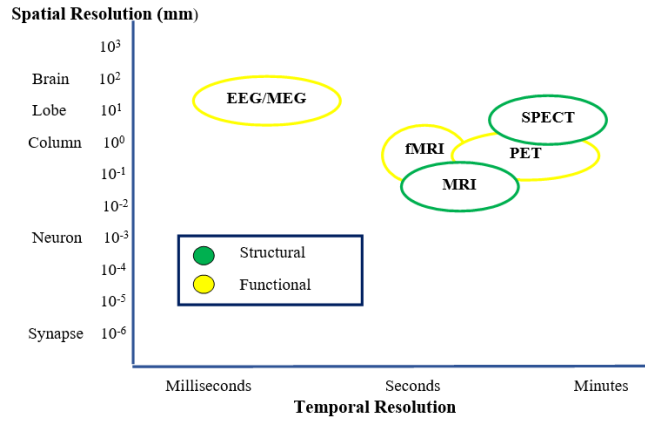 Spatial Resolution (mm)
10³
Brain 10²
EEG/MEG
Lobe 10¹
SPECT
Column 10⁰
fMRI
PET
10⁻¹
MRI
10⁻²
Neuron 10⁻³
Structural
10⁻⁴
Functional
10⁻⁵
Synapse 10⁻⁶
Milliseconds Seconds Minutes
Temporal Resolution